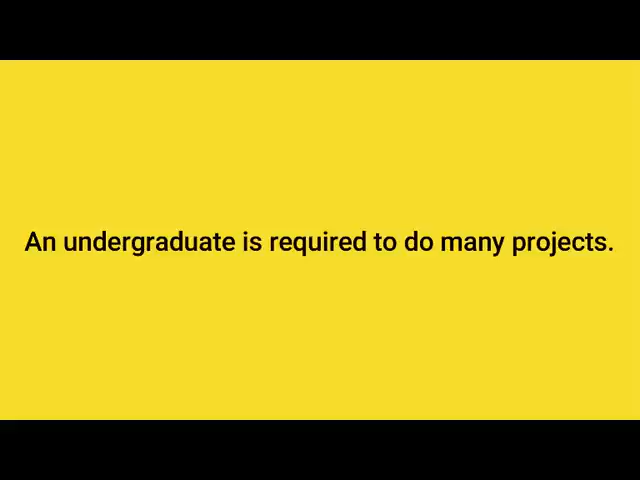 An undergraduate is required to do many projects.